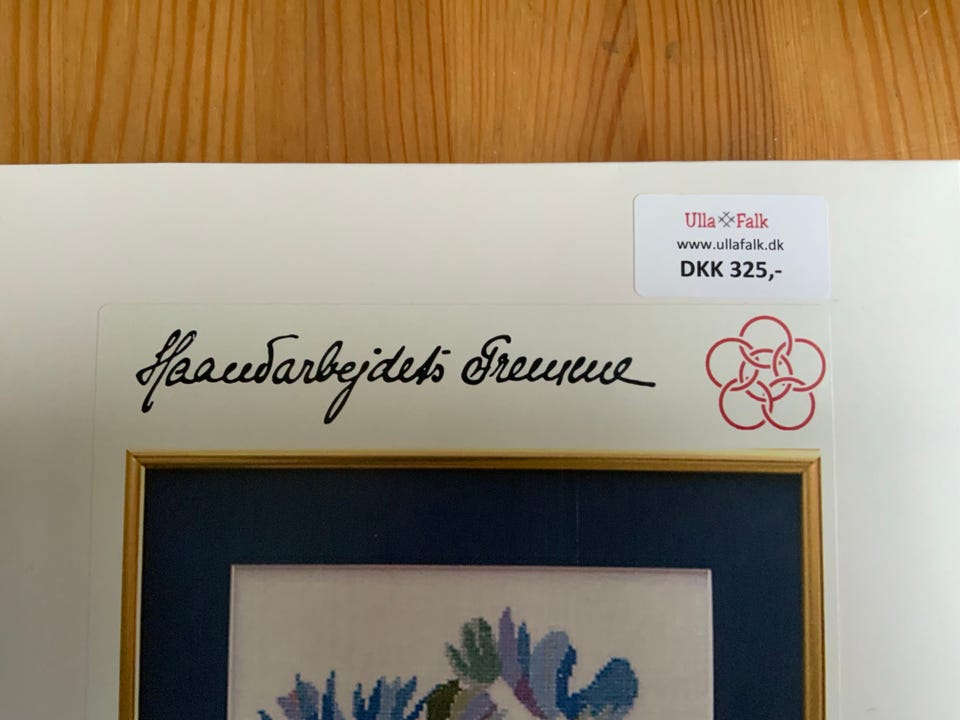 Ulla Falk
www.ullafalk.dk
DKK 325,-
Haandarbejdets Fremme